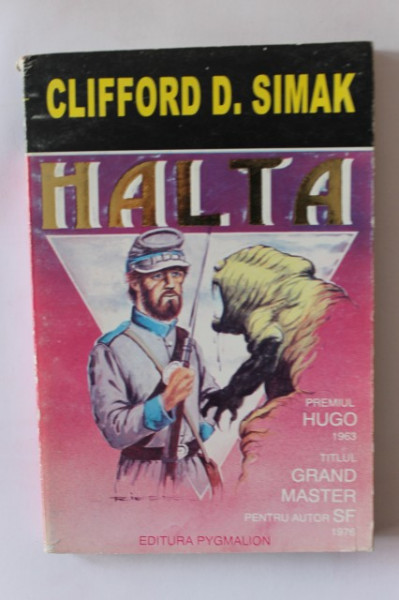 CLIFFORD D. SIMAK
HALTA
PREMIUL
HUGO
1963
TITLUL
GRAND
MASTER
PENTRU AUTOR SF
1976
EDITURA PYGMALION